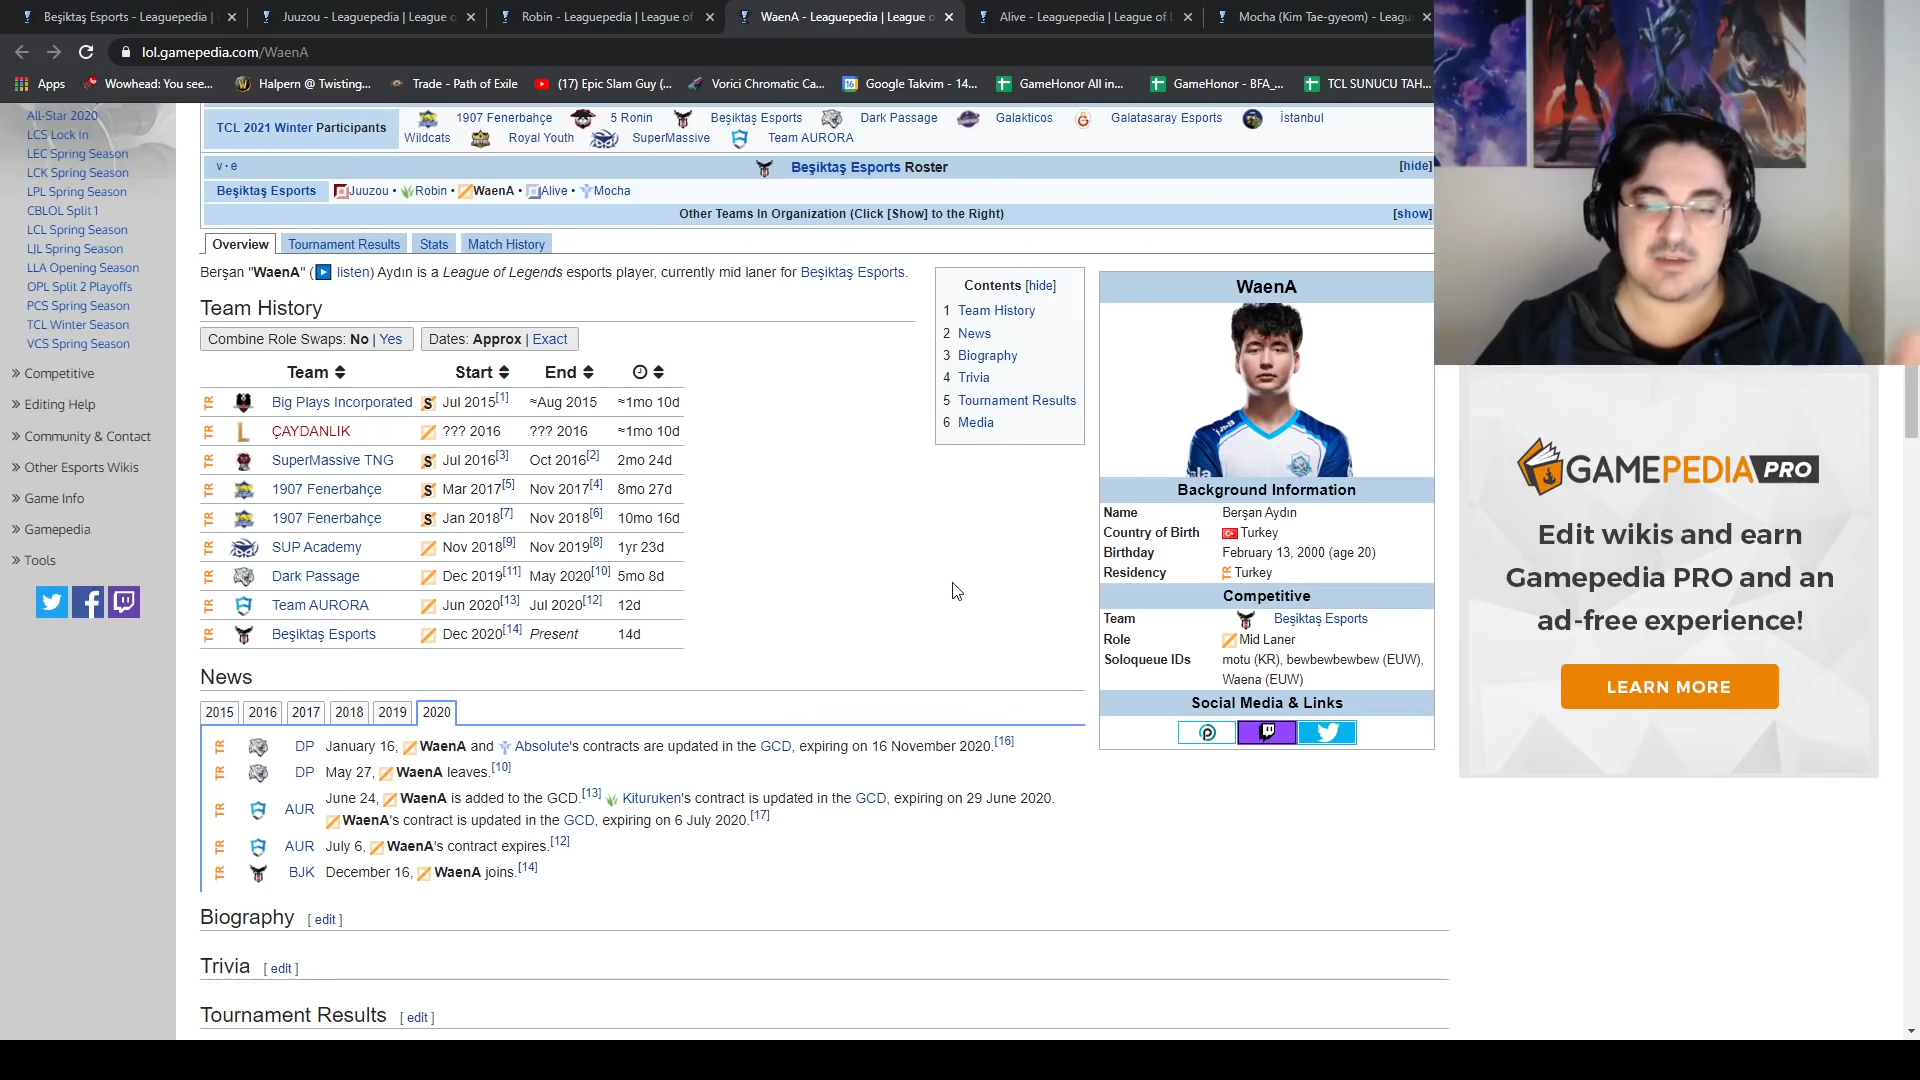 Beşiktaş Esports - Leaguepedia |
Juuzou - Leaguepedia | League o
Robin - Leaguepedia | League of
WaenA - Leaguepedia | League o
Alive - Leaguepedia | League of L
Mocha (Kim Tae-gyeom) - Leagu
lol.gamepedia.com/WaenA
Apps
Wowhead: You see...
Halpern @ Twisting...
Trade - Path of Exile
(17) Epic Slam Guy (...
Vorici Chromatic Ca...
Google Takvim - 14...
GameHonor All in...
GameHonor - BFA_...
TCL SUNUCU TAH...
All-Star 2020
LCS Lock In
LEC Spring Season
LCK Spring Season
LPL Spring Season
CBLOL Split 1
LCL Spring Season
LJL Spring Season
LLA Opening Season
OPL Split 2 Playoffs
PCS Spring Season
TCL Winter Season
VCS Spring Season
» Competitive
» Editing Help
» Community & Contact
» Other Esports Wikis
» Game Info
» Gamepedia
» Tools
TCL 2021 Winter Participants
1907 Fenerbahçe 5 Ronin Beşiktaş Esports Dark Passage Galakticos Galatasaray Esports İstanbul
Wildcats Royal Youth SuperMassive Team AURORA
v · e Beşiktaş Esports Roster [hide]
Beşiktaş Esports Juuzou • Robin • WaenA • Alive • Mocha
Other Teams In Organization (Click [Show] to the Right) [show]
Overview Tournament Results Stats Match History
Berşan "WaenA" ( listen) Aydın is a League of Legends esports player, currently mid laner for Beşiktaş Esports.
Team History
Combine Role Swaps: No | Yes Dates: Approx | Exact
Team Start End
TR Big Plays Incorporated S Jul 2015[1] ≈Aug 2015 ≈1mo 10d
TR L ÇAYDANLIK ??? 2016 ??? 2016 ≈1mo 10d
TR SuperMassive TNG S Jul 2016[3] Oct 2016[2] 2mo 24d
TR 1907 Fenerbahçe S Mar 2017[5] Nov 2017[4] 8mo 27d
TR 1907 Fenerbahçe S Jan 2018[7] Nov 2018[6] 10mo 16d
TR SUP Academy Nov 2018[9] Nov 2019[8] 1yr 23d
TR Dark Passage Dec 2019[11] May 2020[10] 5mo 8d
TR Team AURORA Jun 2020[13] Jul 2020[12] 12d
TR Beşiktaş Esports Dec 2020[14] Present 14d
Contents [hide]
1 Team History
2 News
3 Biography
4 Trivia
5 Tournament Results
6 Media
WaenA
Background Information
Name Berşan Aydın
Country of Birth Turkey
Birthday February 13, 2000 (age 20)
Residency TR Turkey
Competitive
Team Beşiktaş Esports
Role Mid Laner
Soloqueue IDs motu (KR), bewbewbewbew (EUW),
Waena (EUW)
Social Media & Links
News
2015 2016 2017 2018 2019 2020
TR DP January 16, WaenA and Absolute's contracts are updated in the GCD, expiring on 16 November 2020.[16]
TR DP May 27, WaenA leaves.[10]
TR AUR June 24, WaenA is added to the GCD.[13] Kituruken's contract is updated in the GCD, expiring on 29 June 2020.
WaenA's contract is updated in the GCD, expiring on 6 July 2020.[17]
TR AUR July 6, WaenA's contract expires.[12]
TR BJK December 16, WaenA joins.[14]
Biography [ edit ]
Trivia [ edit ]
Tournament Results [ edit ]
GAMEPEDIA PRO
Edit wikis and earn
Gamepedia PRO and an
ad-free experience!
LEARN MORE